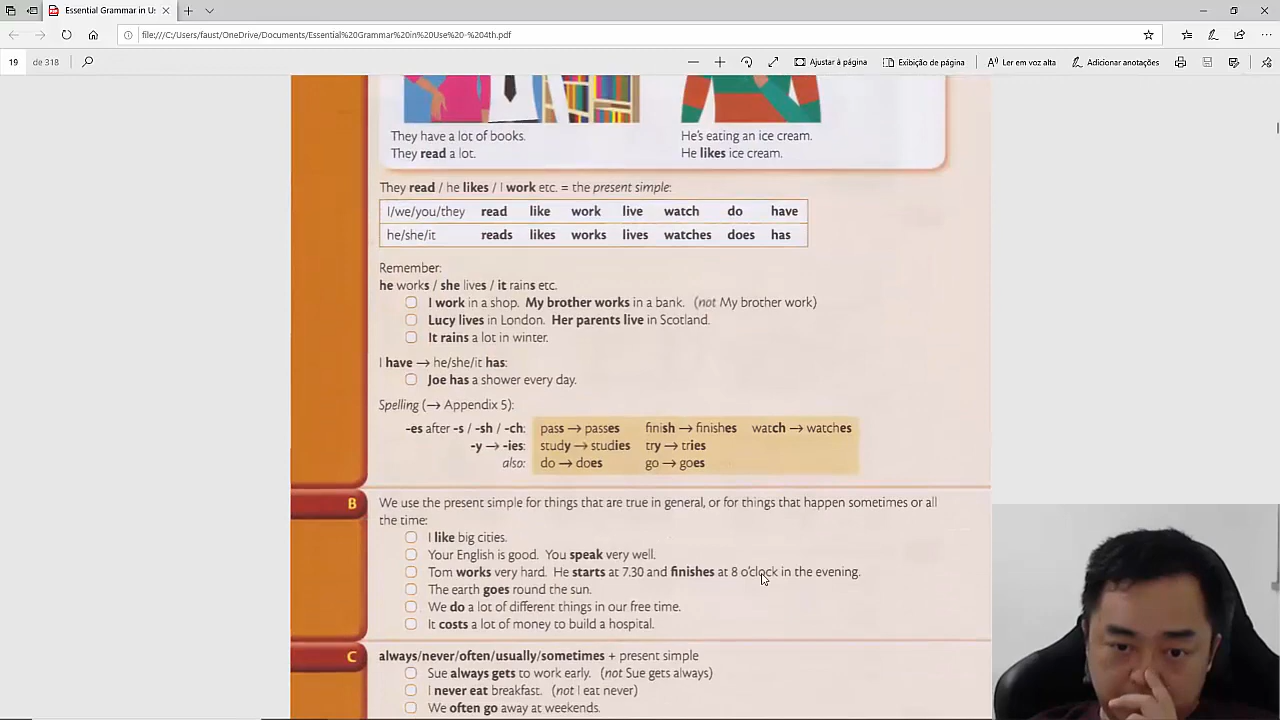 Essential Grammar in Us
file:///C:/Users/faust/OneDrive/Documents/Essential%20Grammar%20in%20Use%20-%204th.pdf
19 de 318 Ajustar à página Exibição de página Ler em voz alta Adicionar anotações
They have a lot of books.
They read a lot.
He's eating an ice cream.
He likes ice cream.
They read / he likes / I work etc. = the present simple:
I/we/you/they read like work live watch do have
he/she/it reads likes works lives watches does has
Remember:
he works / she lives / it rains etc.
I work in a shop. My brother works in a bank. (not My brother work)
Lucy lives in London. Her parents live in Scotland.
It rains a lot in winter.
I have → he/she/it has:
Joe has a shower every day.
Spelling (→ Appendix 5):
-es after -s / -sh / -ch: pass → passes finish → finishes watch → watches
-y → -ies: study → studies try → tries
also: do → does go → goes
B We use the present simple for things that are true in general, or for things that happen sometimes or all
the time:
I like big cities.
Your English is good. You speak very well.
Tom works very hard. He starts at 7.30 and finishes at 8 o'clock in the evening.
The earth goes round the sun.
We do a lot of different things in our free time.
It costs a lot of money to build a hospital.
C always/never/often/usually/sometimes + present simple
Sue always gets to work early. (not Sue gets always)
I never eat breakfast. (not I eat never)
We often go away at weekends.